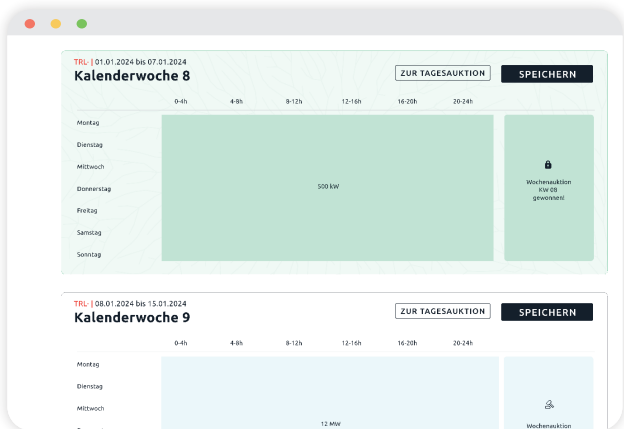 TRL- | 01.01.2024 bis 07.01.2024
Kalenderwoche 8
ZUR TAGESAUKTION
SPEICHERN
0-4h 4-8h 8-12h 12-16h 16-20h 20-24h
Montag
Dienstag
Mittwoch
Donnerstag
Freitag
Samstag
Sonntag
500 kW
Wochenauktion
KW 08
gewonnen!
TRL- | 08.01.2024 bis 15.01.2024
Kalenderwoche 9
ZUR TAGESAUKTION
SPEICHERN
0-4h 4-8h 8-12h 12-16h 16-20h 20-24h
Montag
Dienstag
Mittwoch
12 MW
Wochenauktion